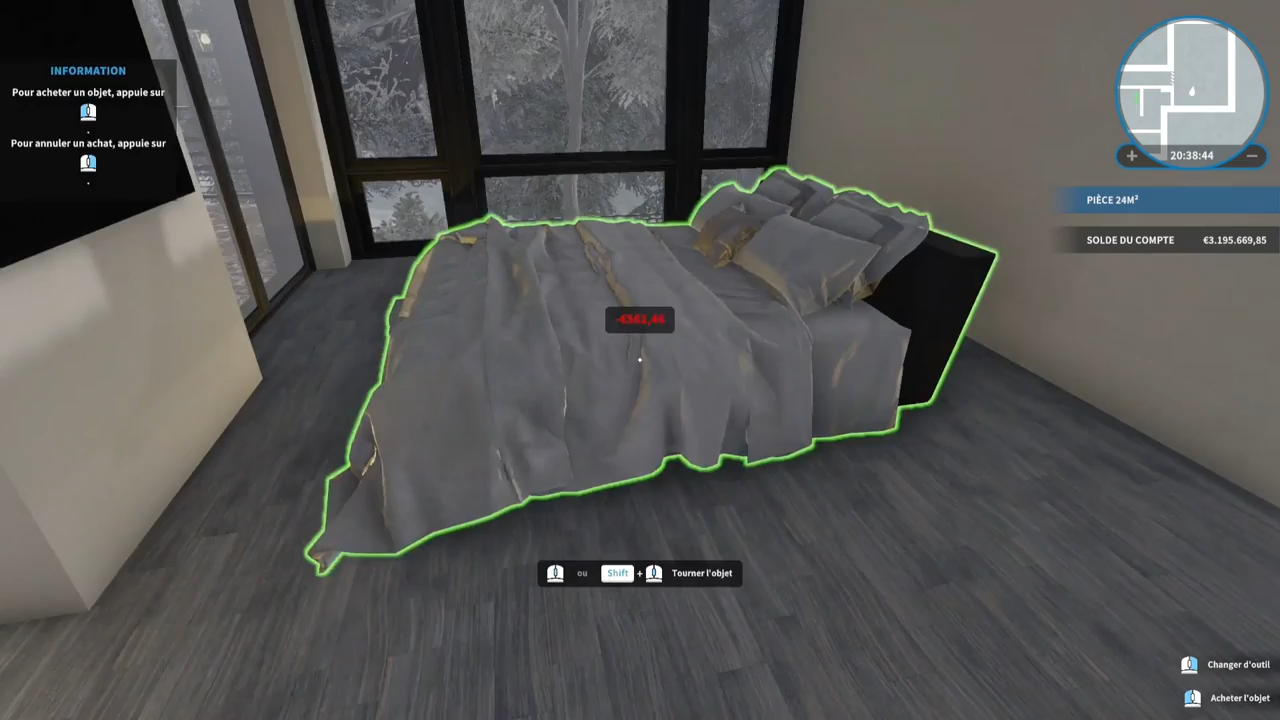 INFORMATION
Pour acheter un objet, appuie sur
.
Pour annuler un achat, appuie sur
.
20:38:44
PIÈCE 24M²
SOLDE DU COMPTE €3.195.669,85
ou Shift + Tourner l'objet
Changer d'outil
Acheter l'objet